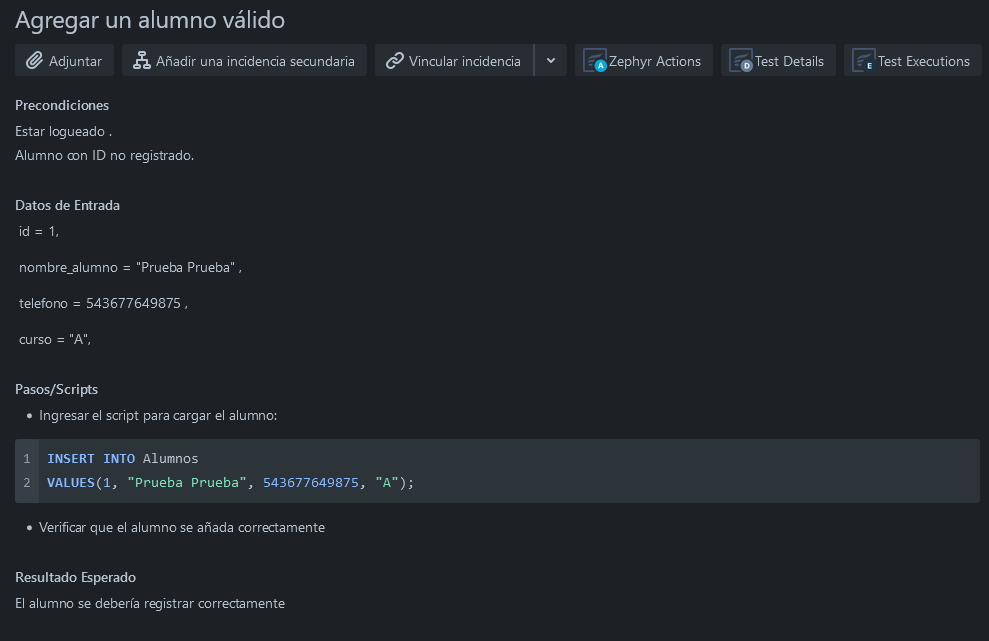 Agregar un alumno válido
Adjuntar
Añadir una incidencia secundaria
Vincular incidencia
A Zephyr Actions
D Test Details
E Test Executions
Precondiciones
Estar logueado .
Alumno con ID no registrado.
Datos de Entrada
id = 1,
nombre_alumno = "Prueba Prueba" ,
telefono = 543677649875 ,
curso = "A",
Pasos/Scripts
• Ingresar el script para cargar el alumno:
1 INSERT INTO Alumnos
2 VALUES(1, "Prueba Prueba", 543677649875, "A");
• Verificar que el alumno se añada correctamente
Resultado Esperado
El alumno se debería registrar correctamente